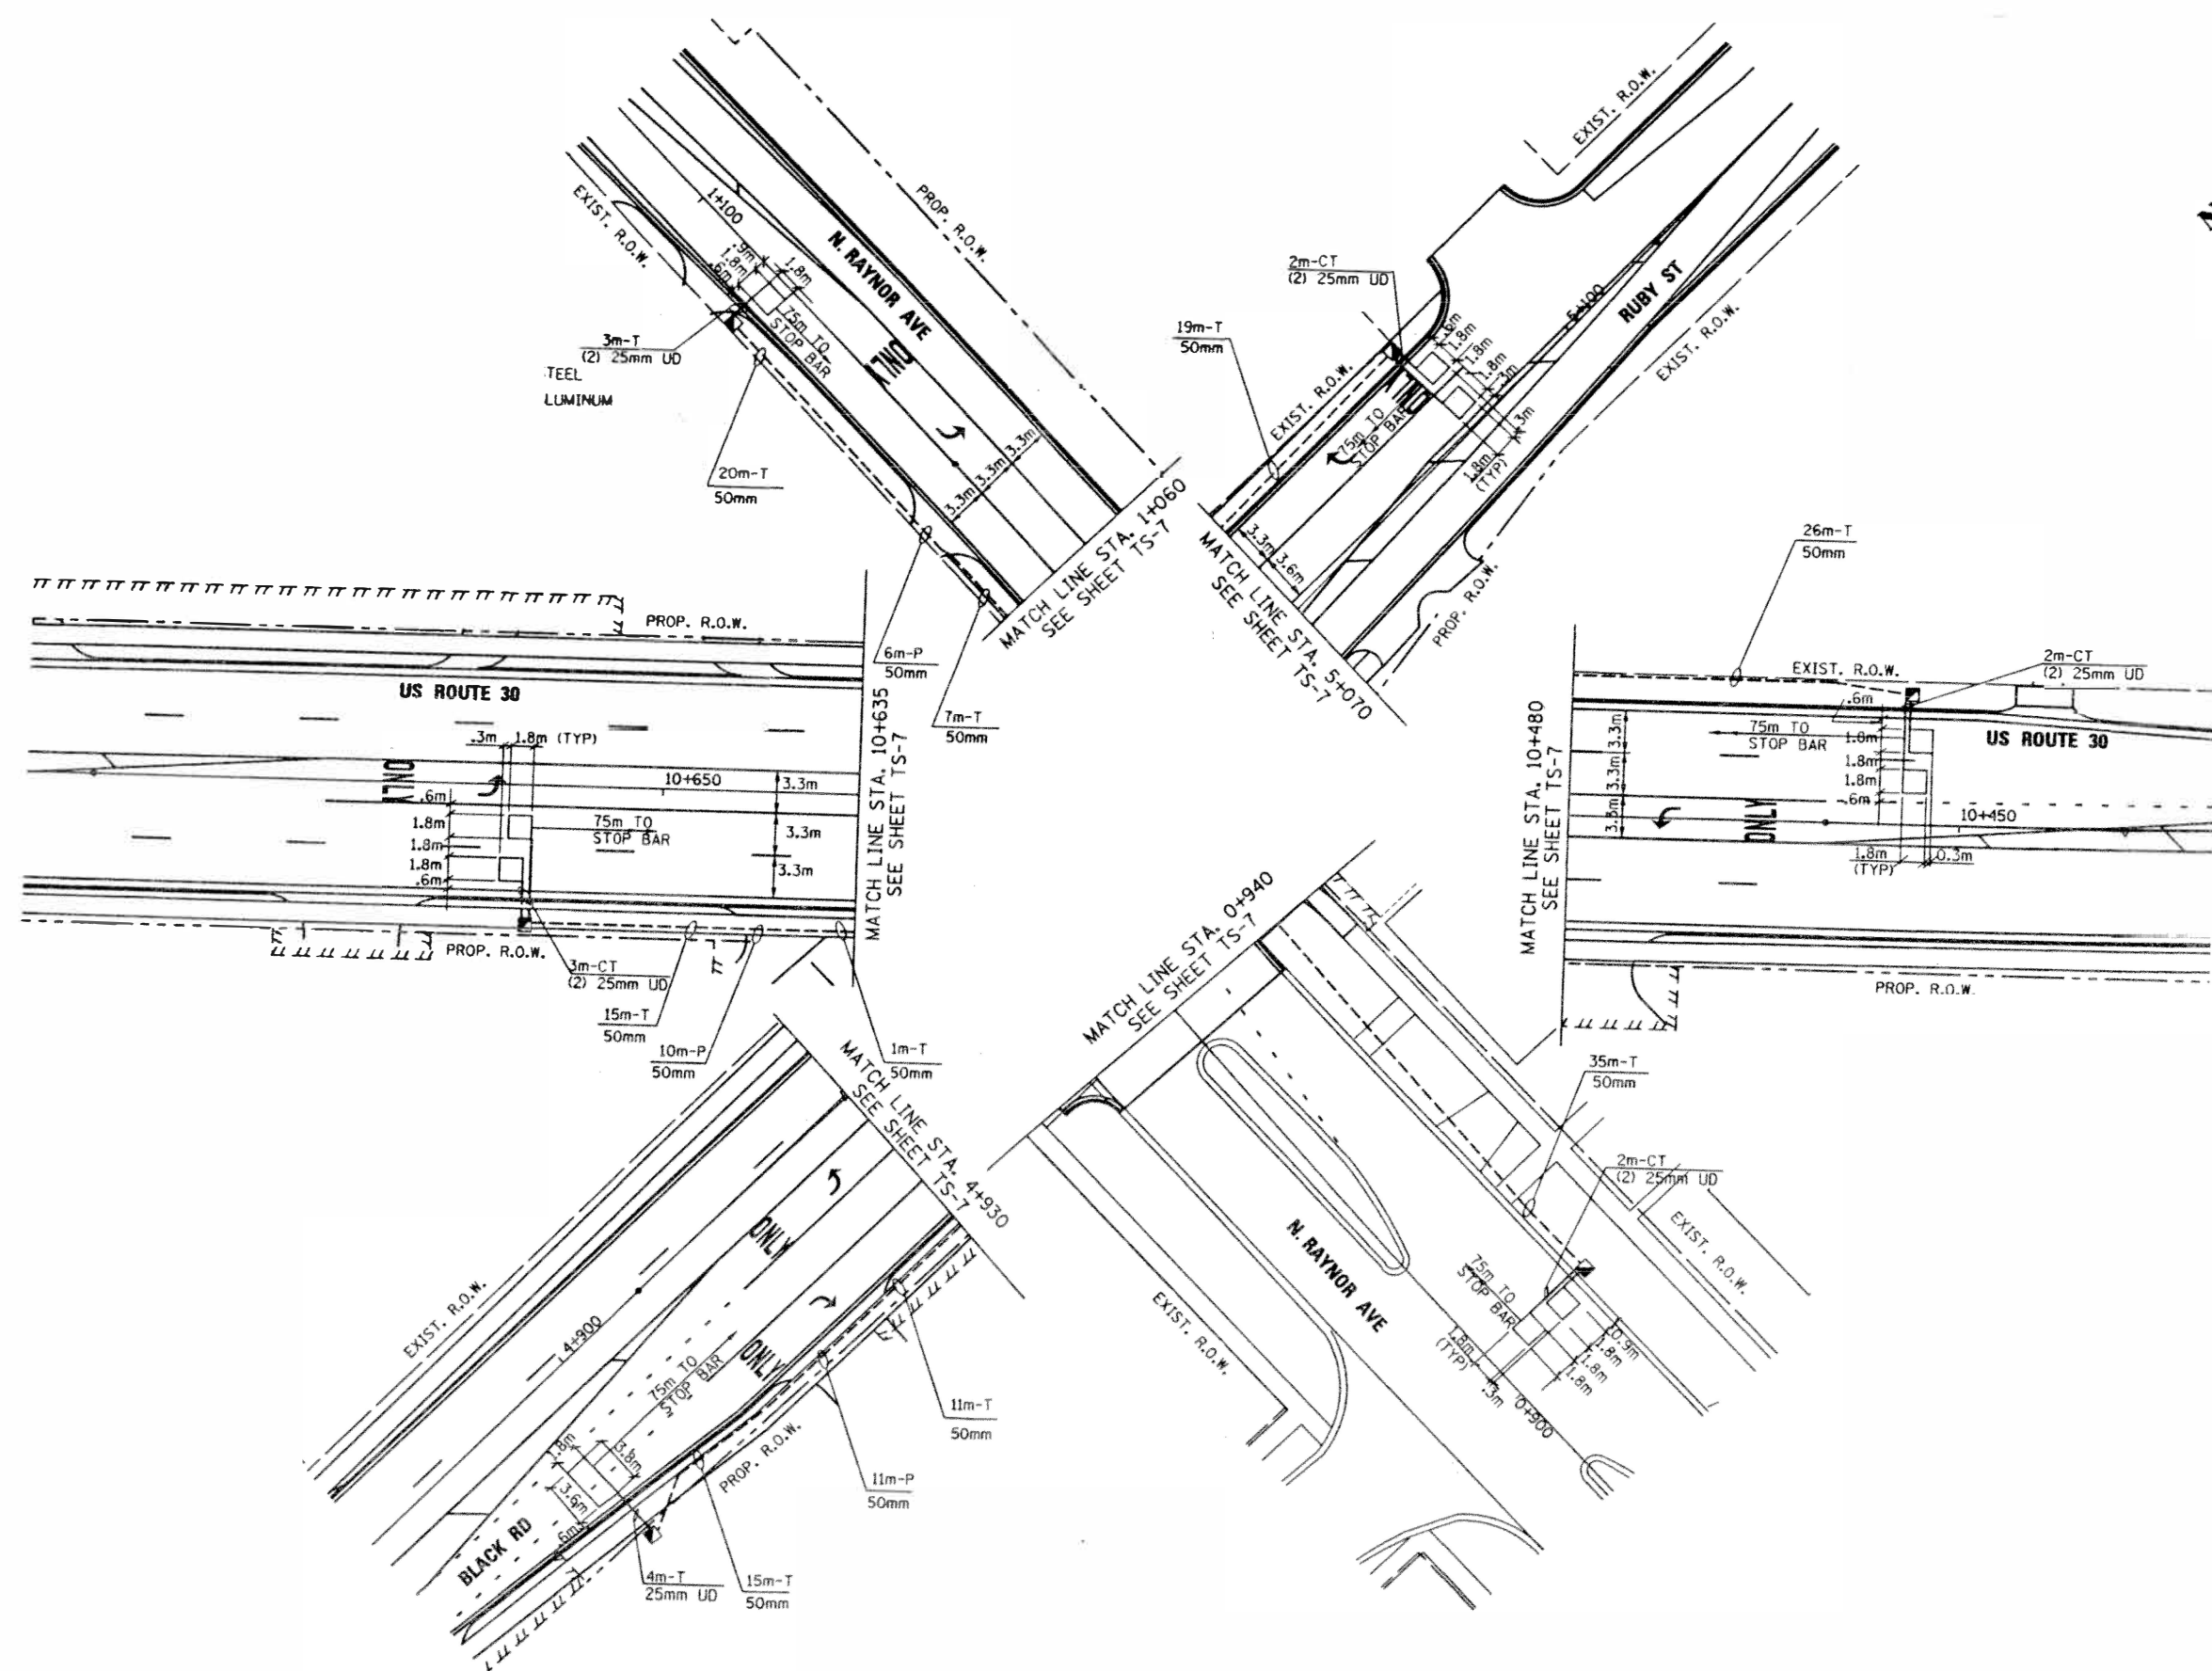 EXIST. R.O.W.
1+100
.9m
1.8m
.6m
1.8m
75m TO
STOP BAR
N. RAYNOR AVE
ONLY
PROP. R.O.W.
3m-T
(2) 25mm UD
TEEL
LUMINUM
20m-T
50mm
3.3m
3.3m
3.3m
MATCH LINE STA. 1+060
SEE SHEET TS-7
6m-P
50mm
7m-T
50mm
EXIST. R.O.W.
2m-CT
(2) 25mm UD
19m-T
50mm
EXIST. R.O.W.
ONLY
75m TO
STOP BAR
.6m
1.8m
1.8m
1.8m
.3m
.3m
1.8m
(TYP)
5+100
RUBY ST
EXIST. R.O.W.
3.3m
3.6m
MATCH LINE STA. 5+070
SEE SHEET TS-7
PROP. R.O.W.
PROP. R.O.W.
US ROUTE 30
.3m
1.8m (TYP)
ONLY
10+650
3.3m
.6m
1.8m
1.8m
1.8m
.6m
75m TO
STOP BAR
3.3m
3.3m
MATCH LINE STA. 10+635
SEE SHEET TS-7
PROP. R.O.W.
3m-CT
(2) 25mm UD
15m-T
50mm
10m-P
50mm
1m-T
50mm
26m-T
50mm
EXIST. R.O.W.
2m-CT
(2) 25mm UD
.6m
75m TO
STOP BAR
1.8m
US ROUTE 30
1.8m
1.8m
.6m
3.3m
3.3m
3.3m
ONLY
10+450
1.8m
(TYP)
0.3m
MATCH LINE STA. 10+480
SEE SHEET TS-7
PROP. R.O.W.
MATCH LINE STA. 4+930
SEE SHEET TS-7
EXIST. R.O.W.
4+900
ONLY
ONLY
75m TO
STOP BAR
1.8m
3.8m
3.6m
.6m
BLACK RD
PROP. R.O.W.
11m-T
50mm
11m-P
50mm
4m-T
25mm UD
15m-T
50mm
MATCH LINE STA. 0+940
SEE SHEET TS-7
35m-T
50mm
2m-CT
(2) 25mm UD
EXIST. R.O.W.
N. RAYNOR AVE
EXIST. R.O.W.
75m TO
STOP BAR
1.8m
(TYP)
.3m
0.9m
1.8m
1.8m
1.8m
0+900